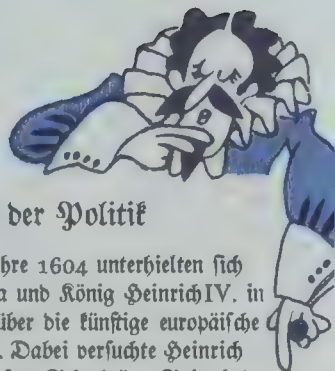 der Politik
hre 1604 unterhielten sich
a und König Heinrich IV. in
über die künftige europäische
. Dabei versuchte Heinrich